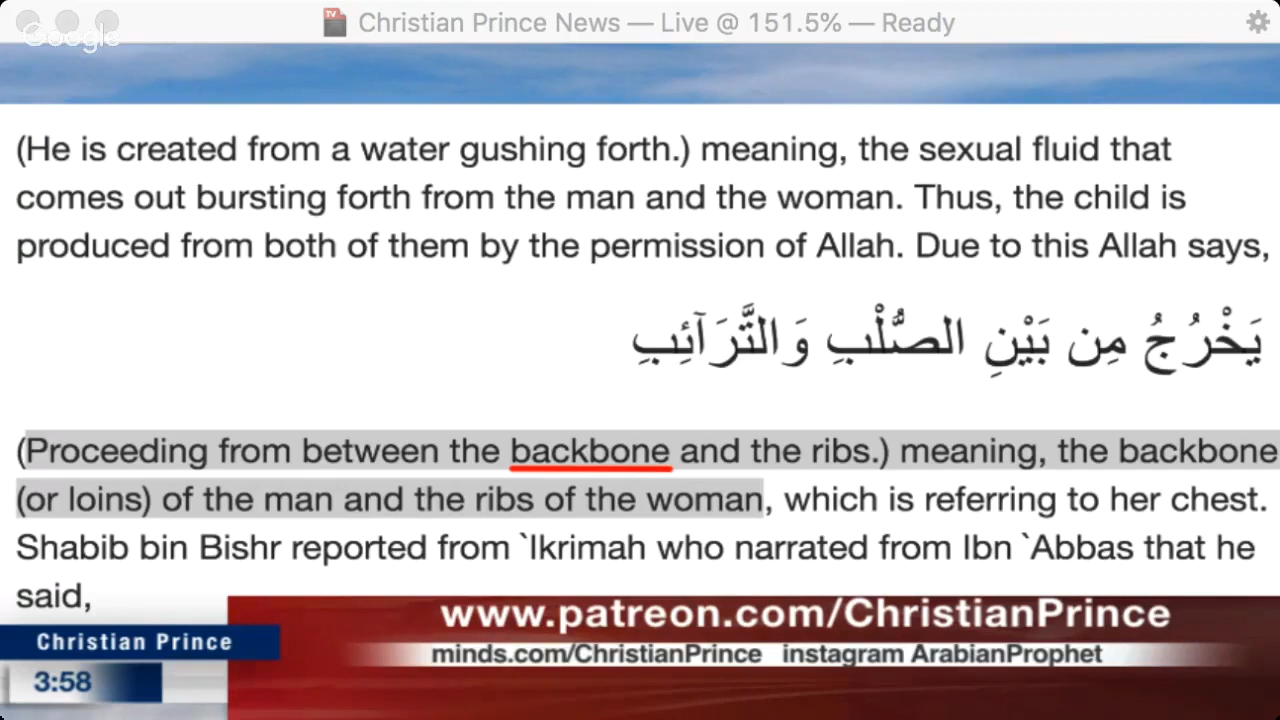 Christian Prince News — Live @ 151.5% — Ready
Google
(He is created from a water gushing forth.) meaning, the sexual fluid that
comes out bursting forth from the man and the woman. Thus, the child is
produced from both of them by the permission of Allah. Due to this Allah says,
يَخْرُجُ مِن بَيْنِ الصُّلْبِ وَالتَّرَآئِبِ
(Proceeding from between the backbone and the ribs.) meaning, the backbone
(or loins) of the man and the ribs of the woman, which is referring to her chest.
Shabib bin Bishr reported from `Ikrimah who narrated from Ibn `Abbas that he
said,
www.patreon.com/ChristianPrince
Christian Prince
minds.com/ChristianPrince instagram ArabianProphet
3:58